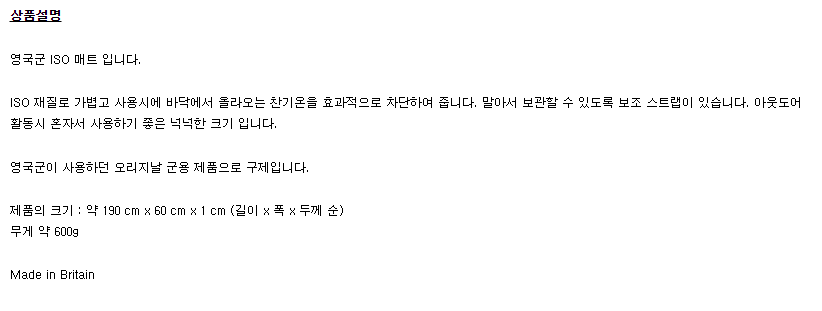 상품설명
영국군 ISO 매트 입니다.
ISO 재질로 가볍고 사용시에 바닥에서 올라오는 찬기온을 효과적으로 차단하여 줍니다. 말아서 보관할 수 있도록 보조 스트랩이 있습니다. 아웃도어
활동시 혼자서 사용하기 좋은 넉넉한 크기 입니다.
영국군이 사용하던 오리지날 군용 제품으로 구제입니다.
제품의 크기 : 약 190 cm x 60 cm x 1 cm (길이 x 폭 x 두께 순)
무게 약 600g
Made in Britain